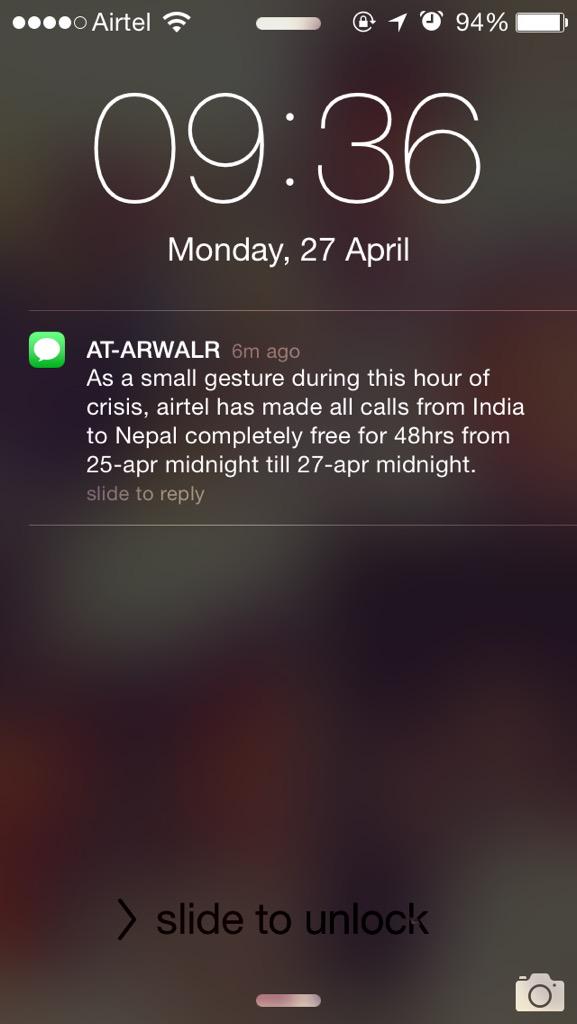 Airtel 94%
09:36
Monday, 27 April
AT-ARWALR 6m ago
As a small gesture during this hour of
crisis, airtel has made all calls from India
to Nepal completely free for 48hrs from
25-apr midnight till 27-apr midnight.
slide to reply
slide to unlock